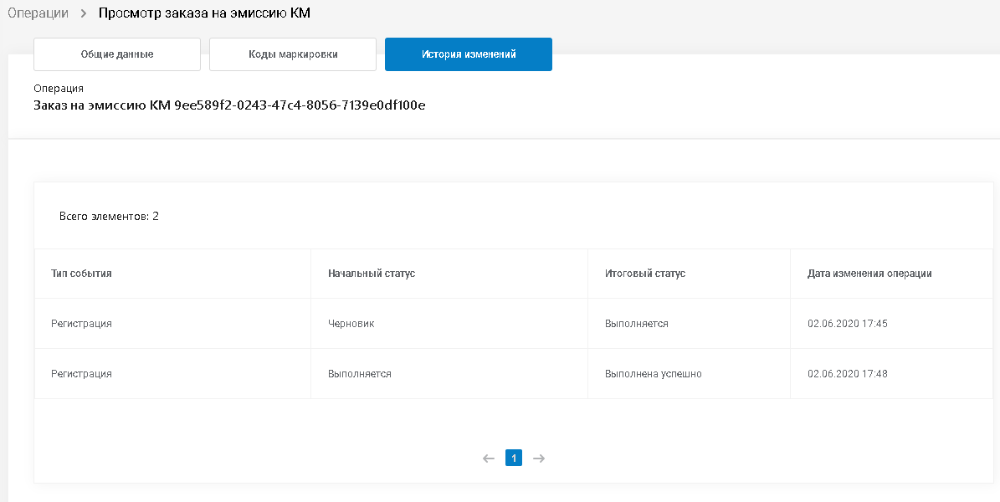 Операции > Просмотр заказа на эмиссию КМ
Общие данные Коды маркировки История изменений
Операция
Заказ на эмиссию КМ 9ee589f2-0243-47c4-8056-7139e0df100e
Всего элементов: 2
Тип события Начальный статус Итоговый статус Дата изменения операции
Регистрация Черновик Выполняется 02.06.2020 17:45
Регистрация Выполняется Выполнена успешно 02.06.2020 17:48
← 1 →